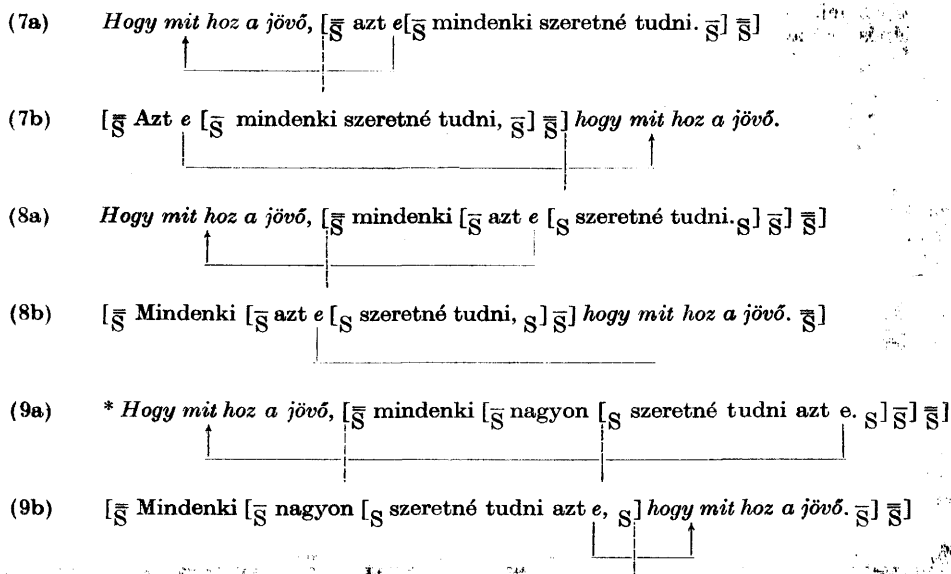 (7a) Hogy mit hoz a jövő, [S̿ azt e[S̄ mindenki szeretné tudni. S̄] S̿]
(7b) [S̿ Azt e [S̄ mindenki szeretné tudni, S̄] S̿] hogy mit hoz a jövő.
(8a) Hogy mit hoz a jövő, [S̿ mindenki [S̄ azt e [S szeretné tudni. S] S̄] S̿]
(8b) [S̿ Mindenki [S̄ azt e [S szeretné tudni, S] S̄] hogy mit hoz a jövő. S̿]
(9a) * Hogy mit hoz a jövő, [S̿ mindenki [S̄ nagyon [S szeretné tudni azt e. S] S̄] S̿]
(9b) [S̿ Mindenki [S̄ nagyon [S szeretné tudni azt e, S] hogy mit hoz a jövő. S̄] S̿]